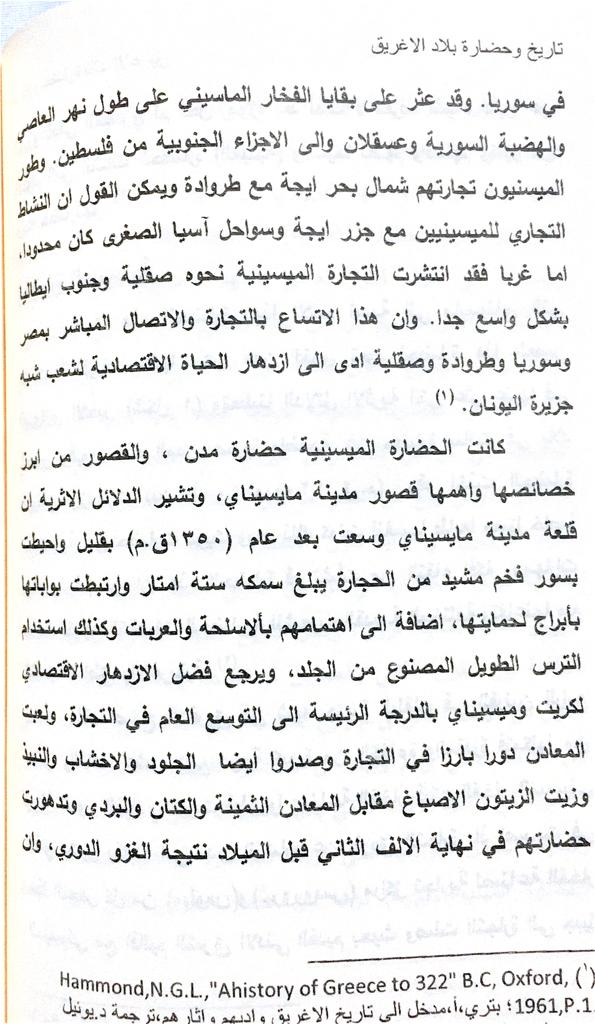 تاريخ وحضارة بلاد الاغريق
في سوريا. وقد عثر على بقايا الفخار الماسيني على طول نهر العاصي
والهضبة السورية وعسقلان والى الاجزاء الجنوبية من فلسطين. وطور
الميسنيون تجارتهم شمال بحر ايجة مع طروادة ويمكن القول ان النشاط
التجاري للميسينيين مع جزر ايجة وسواحل آسيا الصغرى كان محدودا.
اما غربا فقد انتشرت التجارة الميسينية نحوه صقلية وجنوب ايطاليا
بشكل واسع جدا. وان هذا الاتساع بالتجارة والاتصال المباشر بمصر
وسوريا وطروادة وصقلية ادى الى ازدهار الحياة الاقتصادية لشعب شبه
جزيرة اليونان. (١)
كانت الحضارة الميسينية حضارة مدن ، والقصور من ابرز
خصائصها واهمها قصور مدينة مايسيناي، وتشير الدلائل الاثرية ان
قلعة مدينة مايسيناي وسعت بعد عام (١٣٥٠ق.م) بقليل واحيطت
بسور فخم مشيد من الحجارة يبلغ سمكه ستة امتار وارتبطت بواباتها
بأبراج لحمايتها، اضافة الى اهتمامهم بألاسلحة والعربات وكذلك استخدام
الترس الطويل المصنوع من الجلد، ويرجع فضل الازدهار الاقتصادي
لكريت وميسيناي بالدرجة الرئيسة الى التوسع العام في التجارة، ولعبت
المعادن دورا بارزا في التجارة وصدروا ايضا الجلود والاخشاب والنبيذ
وزيت الزيتون الاصباغ مقابل المعادن الثمينة والكتان والبردي وتدهورت
حضارتهم في نهاية الالف الثاني قبل الميلاد نتيجة الغزو الدوري، وان
(١) Hammond,N.G.L.,"Ahistory of Greece to 322" B.C, Oxford,
1961,P.1؛ بتري،أ،مدخل الى تاريخ الاغريق وادبهم واثارهم،ترجمة د.يوئيل